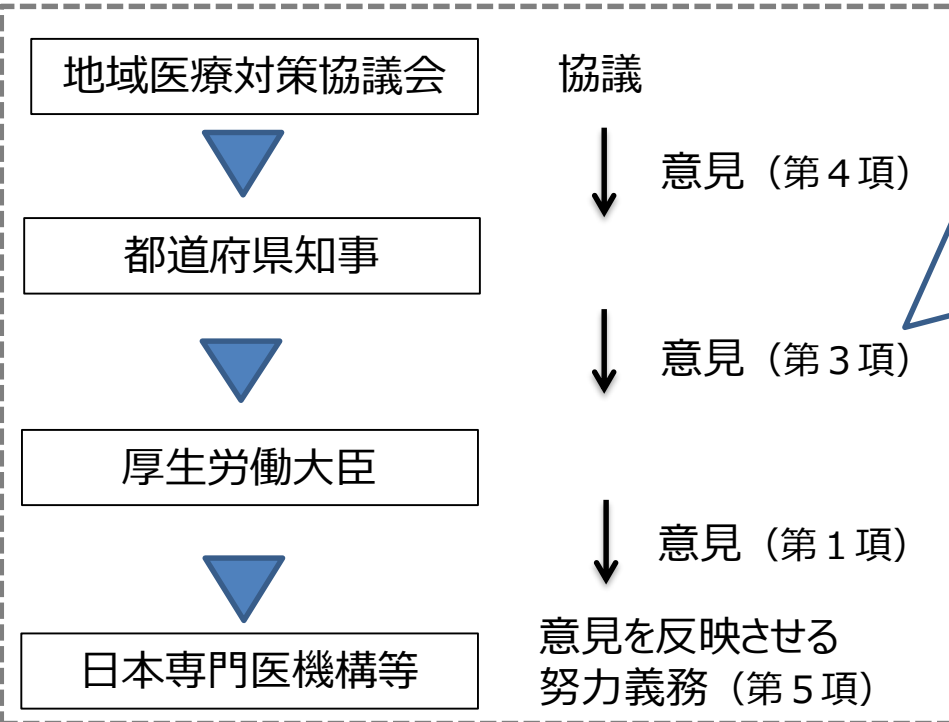 地域医療対策協議会
協議
意見（第４項）
都道府県知事
意見（第３項）
厚生労働大臣
意見（第１項）
日本専門医機構等
意見を反映させる
努力義務（第５項）